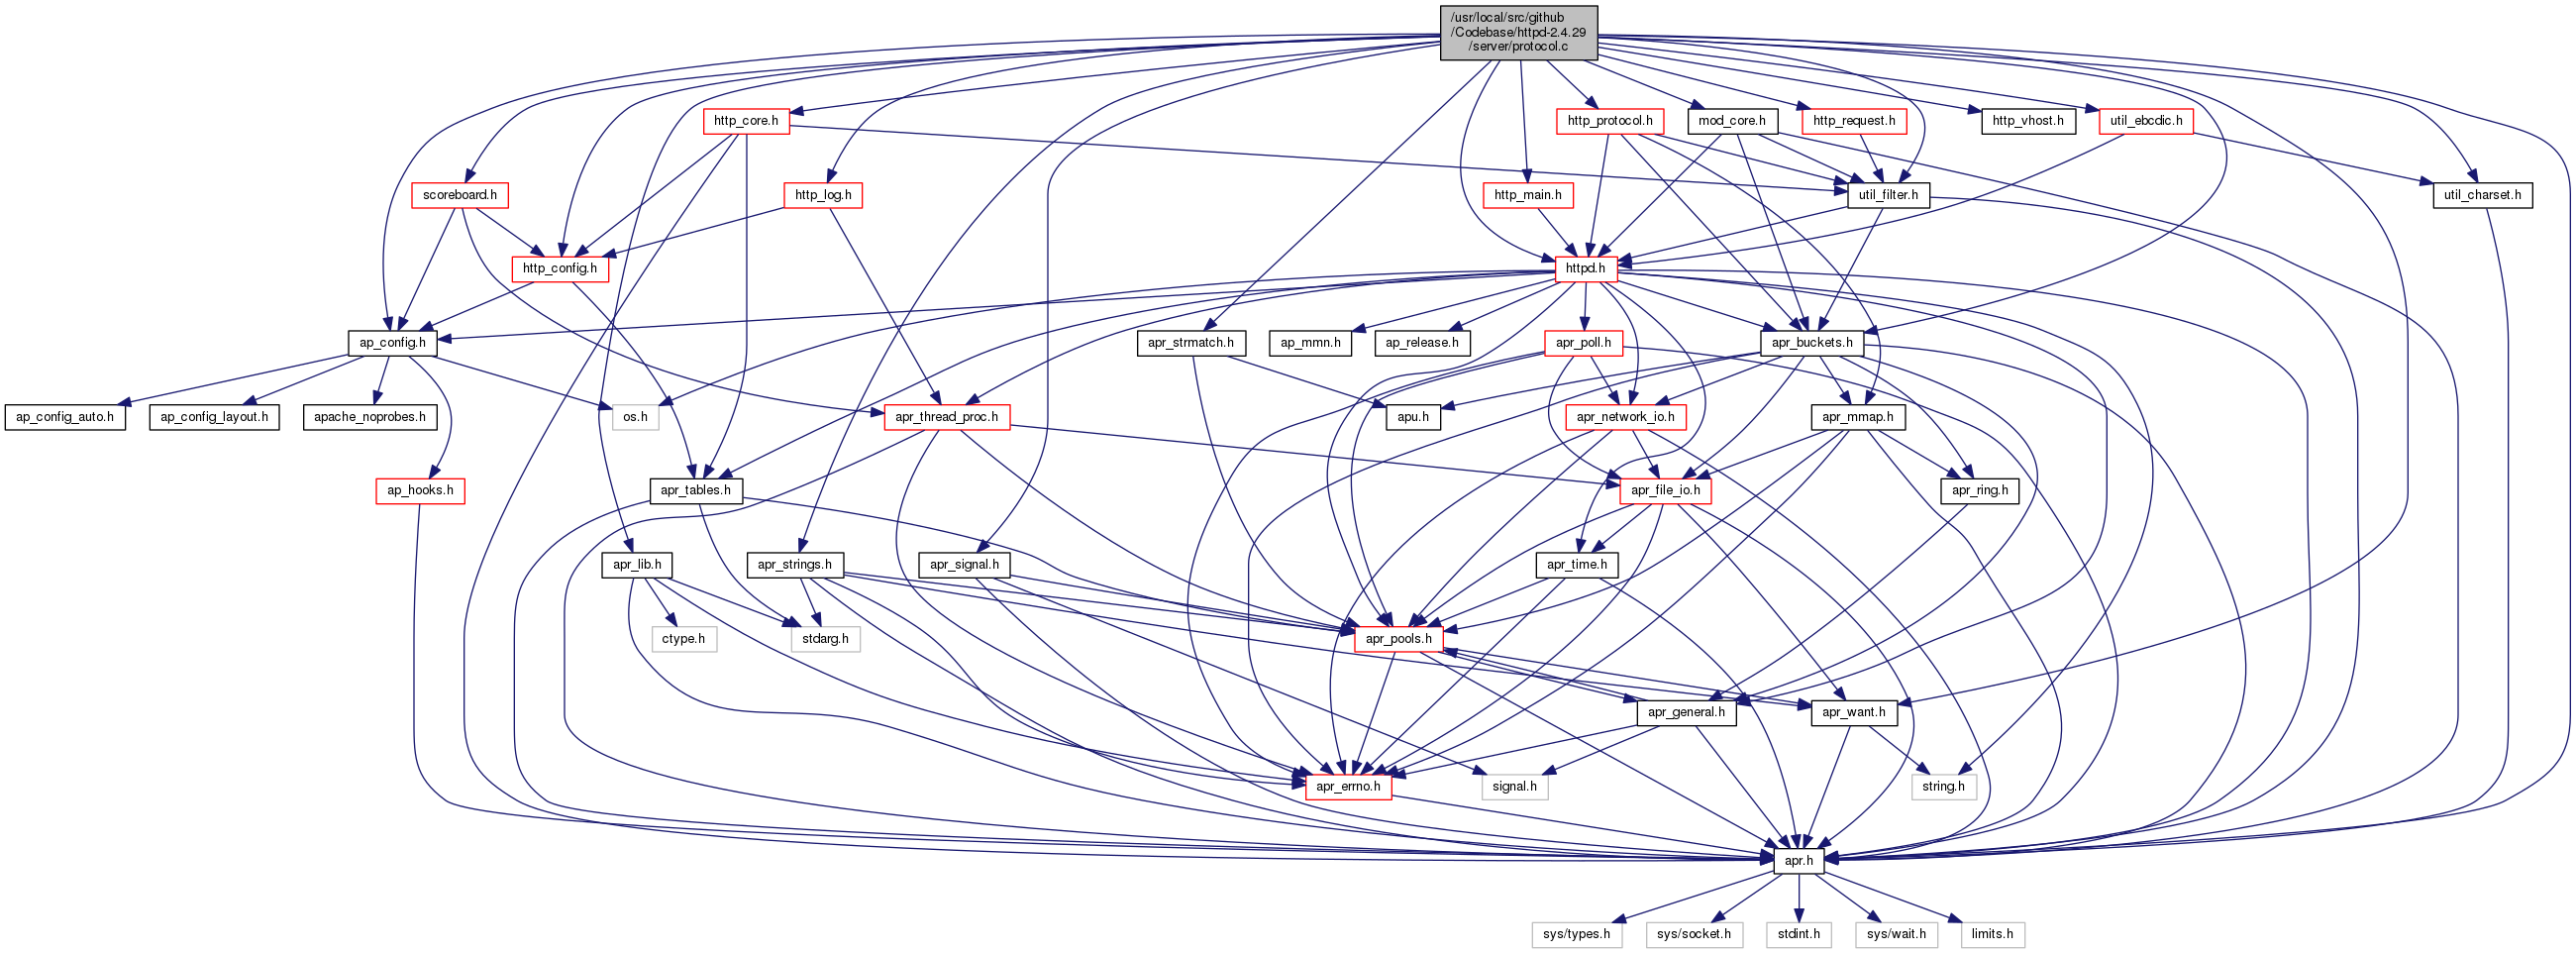 /usr/local/src/github
/Codebase/httpd-2.4.29
/server/protocol.c
http_core.h
http_protocol.h
mod_core.h
http_request.h
http_vhost.h
util_ebcdic.h
scoreboard.h
http_log.h
http_main.h
util_filter.h
util_charset.h
http_config.h
httpd.h
ap_config.h
apr_strmatch.h
ap_mmn.h
ap_release.h
apr_poll.h
apr_buckets.h
ap_config_auto.h
ap_config_layout.h
apache_noprobes.h
os.h
apr_thread_proc.h
apu.h
apr_network_io.h
apr_mmap.h
ap_hooks.h
apr_tables.h
apr_file_io.h
apr_ring.h
apr_lib.h
apr_strings.h
apr_signal.h
apr_time.h
ctype.h
stdarg.h
apr_pools.h
apr_general.h
apr_want.h
apr_errno.h
signal.h
string.h
apr.h
sys/types.h
sys/socket.h
stdint.h
sys/wait.h
limits.h